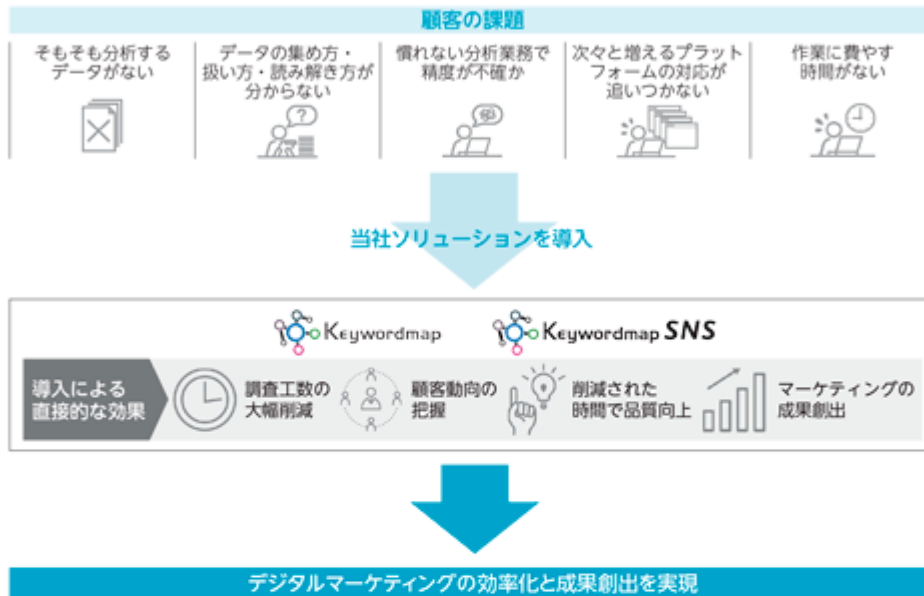 顧客の課題
そもそも分析する
データがない
データの集め方・
扱い方・読み解き方が
分からない
慣れない分析業務で
精度が不確か
次々と増えるプラット
フォームの対応が
追いつかない
作業に費やす
時間がない
?
当社ソリューションを導入
Keywordmap
Keywordmap SNS
導入による
直接的な効果
調査工数の
大幅削減
顧客動向の
把握
削減された
時間で品質向上
マーケティングの
成果創出
デジタルマーケティングの効率化と成果創出を実現